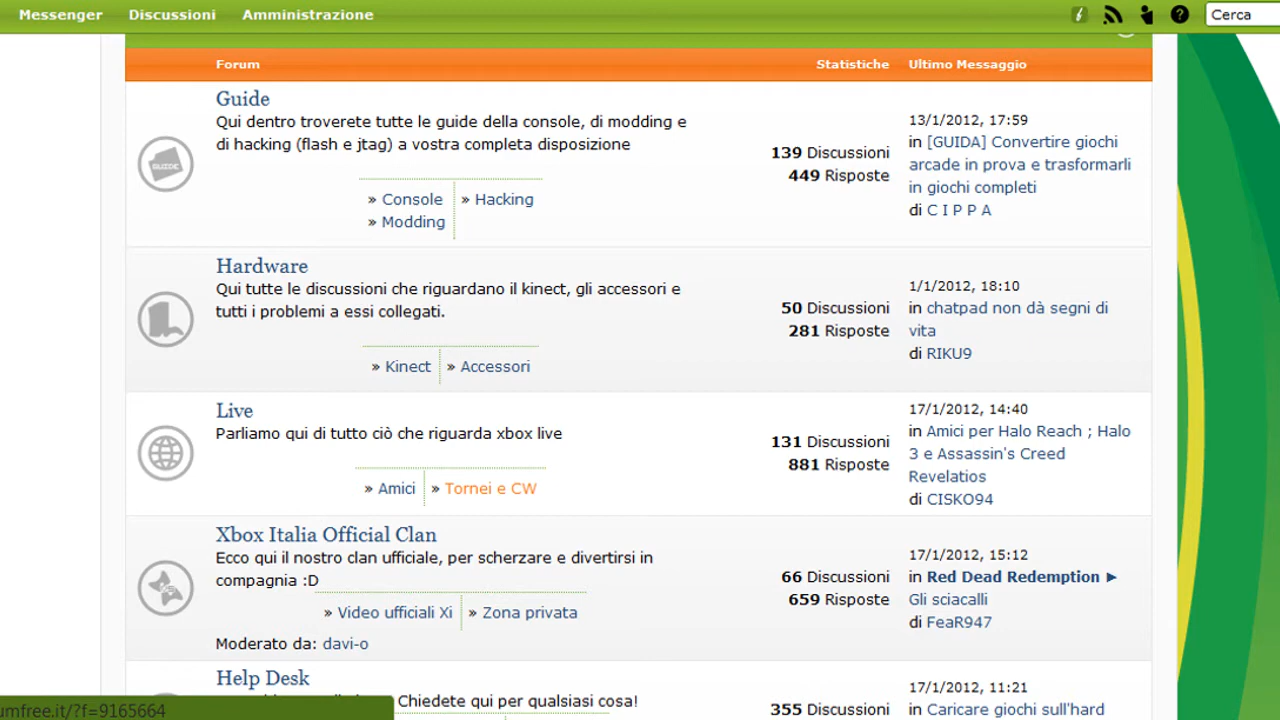 Messenger Discussioni Amministrazione Cerca
Forum Statistiche Ultimo Messaggio
Guide
Qui dentro troverete tutte le guide della console, di modding e
di hacking (flash e jtag) a vostra completa disposizione
» Console » Hacking
» Modding
139 Discussioni
449 Risposte
13/1/2012, 17:59
in [GUIDA] Convertire giochi
arcade in prova e trasformarli
in giochi completi
di C I P P A
GUIDE
Hardware
Qui tutte le discussioni che riguardano il kinect, gli accessori e
tutti i problemi a essi collegati.
» Kinect » Accessori
50 Discussioni
281 Risposte
1/1/2012, 18:10
in chatpad non dà segni di
vita
di RIKU9
Live
Parliamo qui di tutto ciò che riguarda xbox live
» Amici » Tornei e CW
131 Discussioni
881 Risposte
17/1/2012, 14:40
in Amici per Halo Reach ; Halo
3 e Assassin's Creed
Revelatios
di CISKO94
Xbox Italia Official Clan
Ecco qui il nostro clan ufficiale, per scherzare e divertirsi in
compagnia :D
» Video ufficiali Xi » Zona privata
Moderato da: davi-o
66 Discussioni
659 Risposte
17/1/2012, 15:12
in Red Dead Redemption ►
Gli sciacalli
di FeaR947
Help Desk
Chiedete qui per qualsiasi cosa!
355 Discussioni
17/1/2012, 11:21
in Caricare giochi sull'hard
umfree.it/?f=9165664